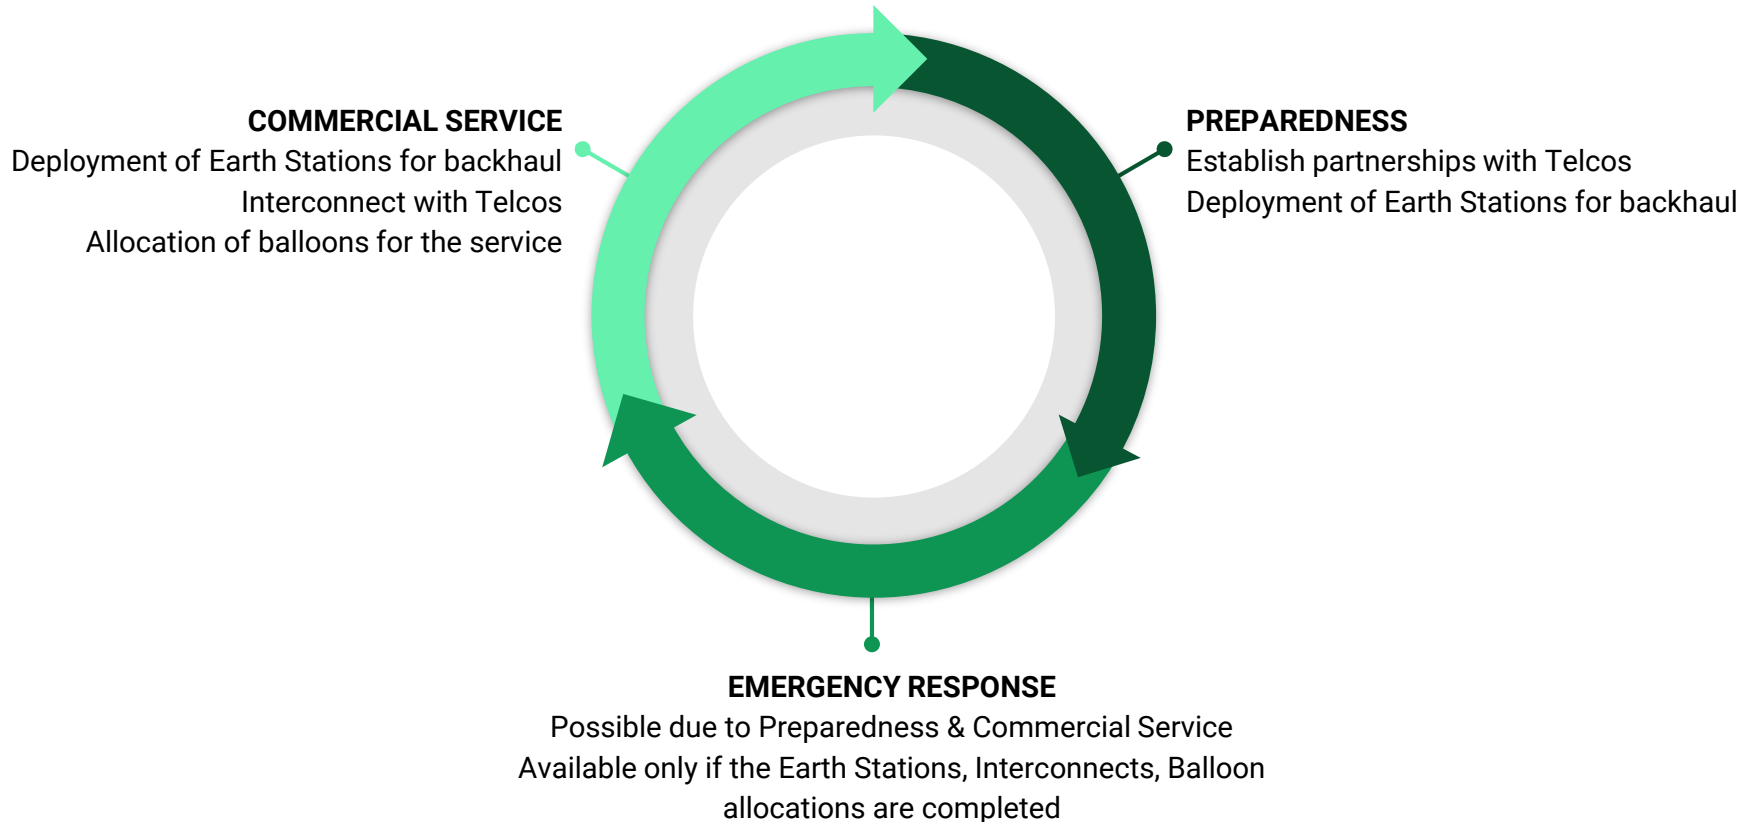 COMMERCIAL SERVICE
Deployment of Earth Stations for backhaul
Interconnect with Telcos
Allocation of balloons for the service
PREPAREDNESS
Establish partnerships with Telcos
Deployment of Earth Stations for backhaul
EMERGENCY RESPONSE
Possible due to Preparedness & Commercial Service
Available only if the Earth Stations, Interconnects, Balloon
allocations are completed